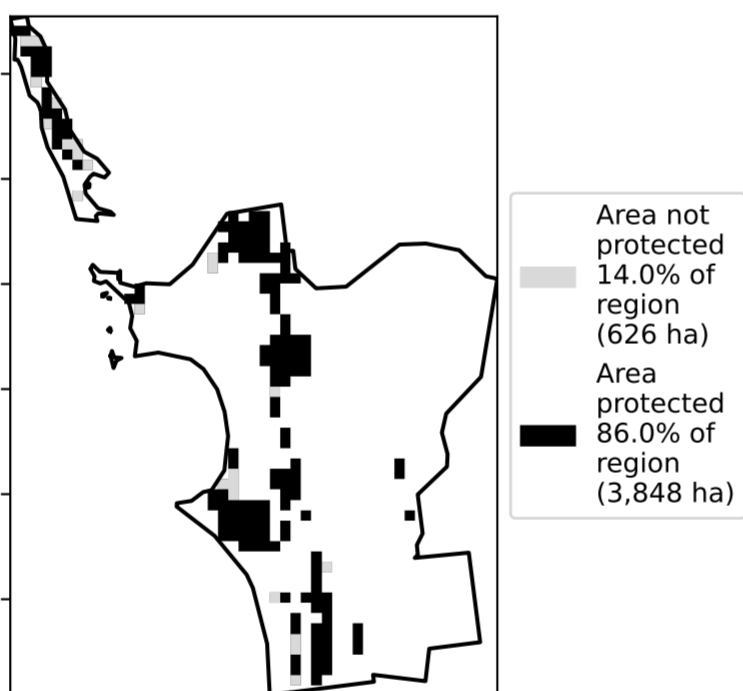 Area not
protected
14.0% of
region
(626 ha)
Area
protected
86.0% of
region
(3,848 ha)